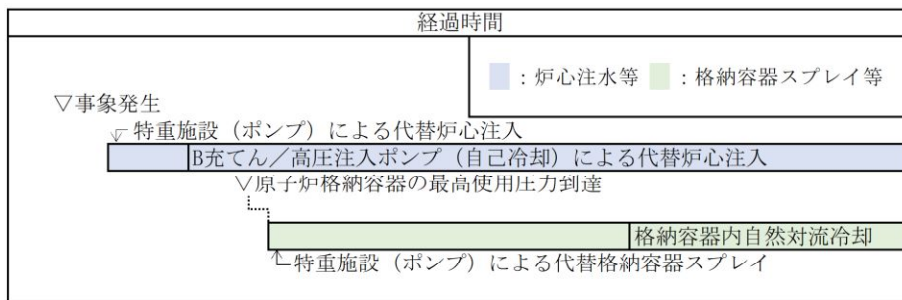 経過時間
：炉心注水等 ：格納容器スプレイ等
▽事象発生
特重施設（ポンプ）による代替炉心注入
B充てん／高圧注入ポンプ（自己冷却）による代替炉心注入
▽原子炉格納容器の最高使用圧力到達
格納容器内自然対流冷却
特重施設（ポンプ）による代替格納容器スプレイ